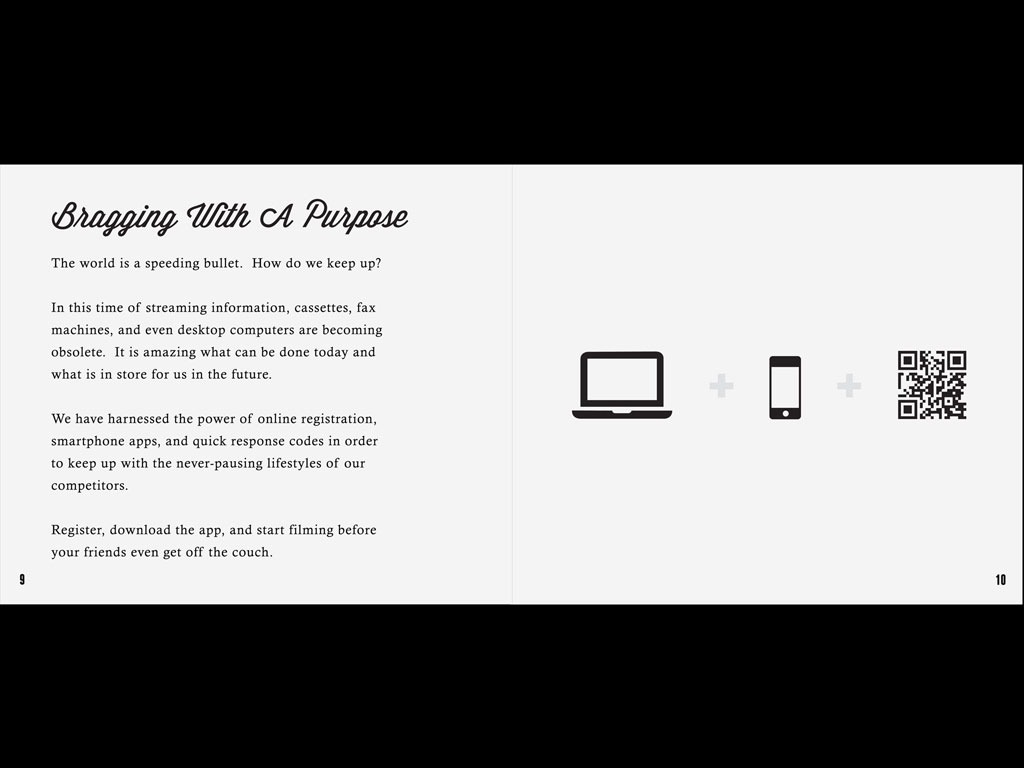 Bragging With A Purpose
The world is a speeding bullet.  How do we keep up?
In this time of streaming information, cassettes, fax
machines, and even desktop computers are becoming
obsolete.  It is amazing what can be done today and
what is in store for us in the future.
We have harnessed the power of online registration,
smartphone apps, and quick response codes in order
to keep up with the never-pausing lifestyles of our
competitors.
Register, download the app, and start filming before
your friends even get off the couch.
9
10